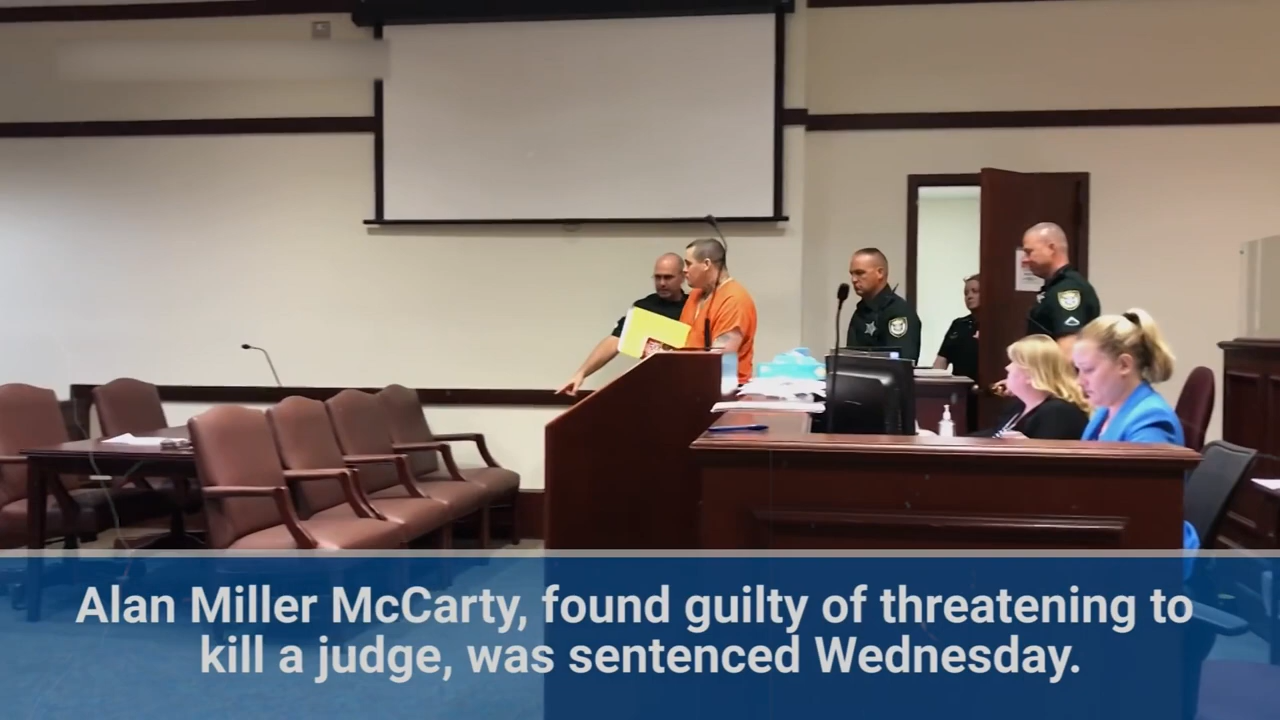 Alan Miller McCarty, found guilty of threatening to
kill a judge, was sentenced Wednesday.